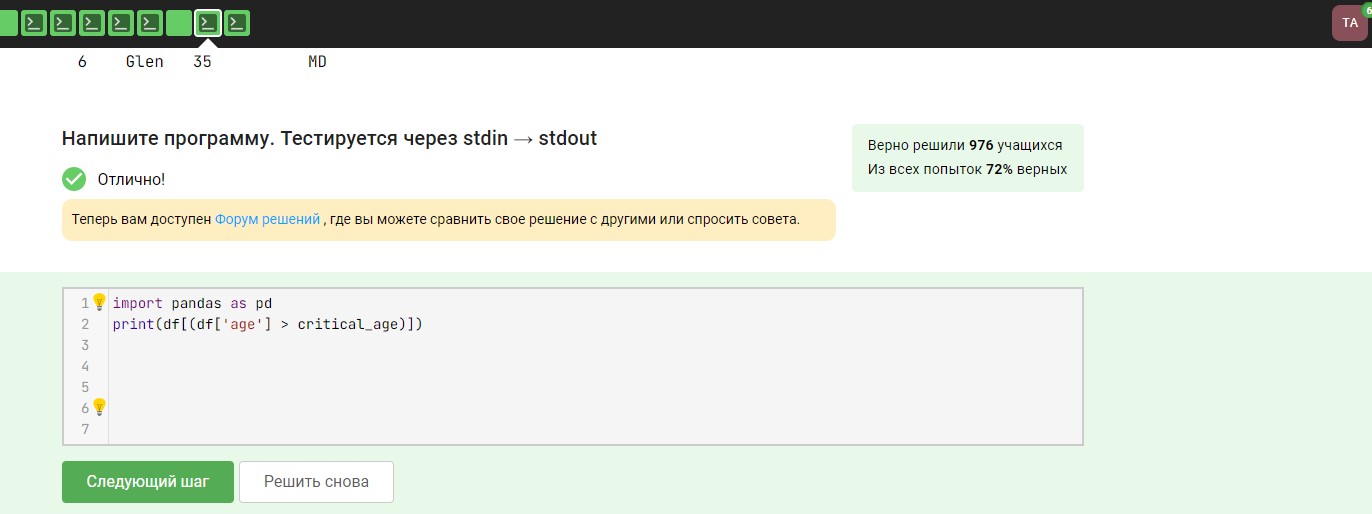 TA
6
6 Glen 35 MD
Напишите программу. Тестируется через stdin → stdout
Верно решили 976 учащихся
Из всех попыток 72% верных
Отлично!
Теперь вам доступен Форум решений , где вы можете сравнить свое решение с другими или спросить совета.
1 import pandas as pd
2 print(df[(df['age'] > critical_age)])
3
4
5
6
7
Следующий шаг
Решить снова